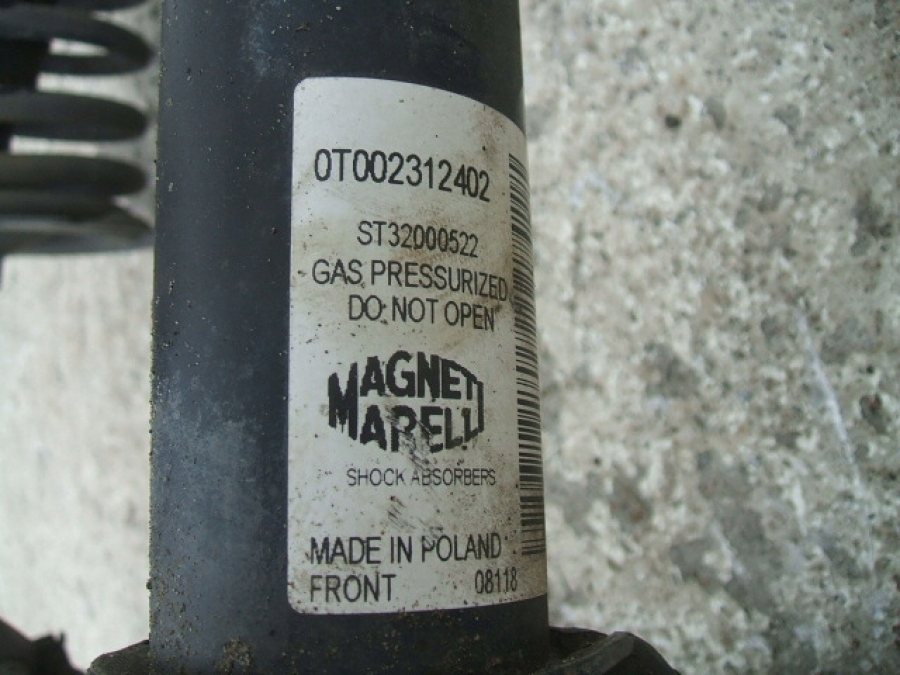 0T002312402
ST32000522
GAS PRESSURIZED
DO NOT OPEN
MAGNETI
MARELLI
SHOCK ABSORBERS
MADE IN POLAND
FRONT 08118